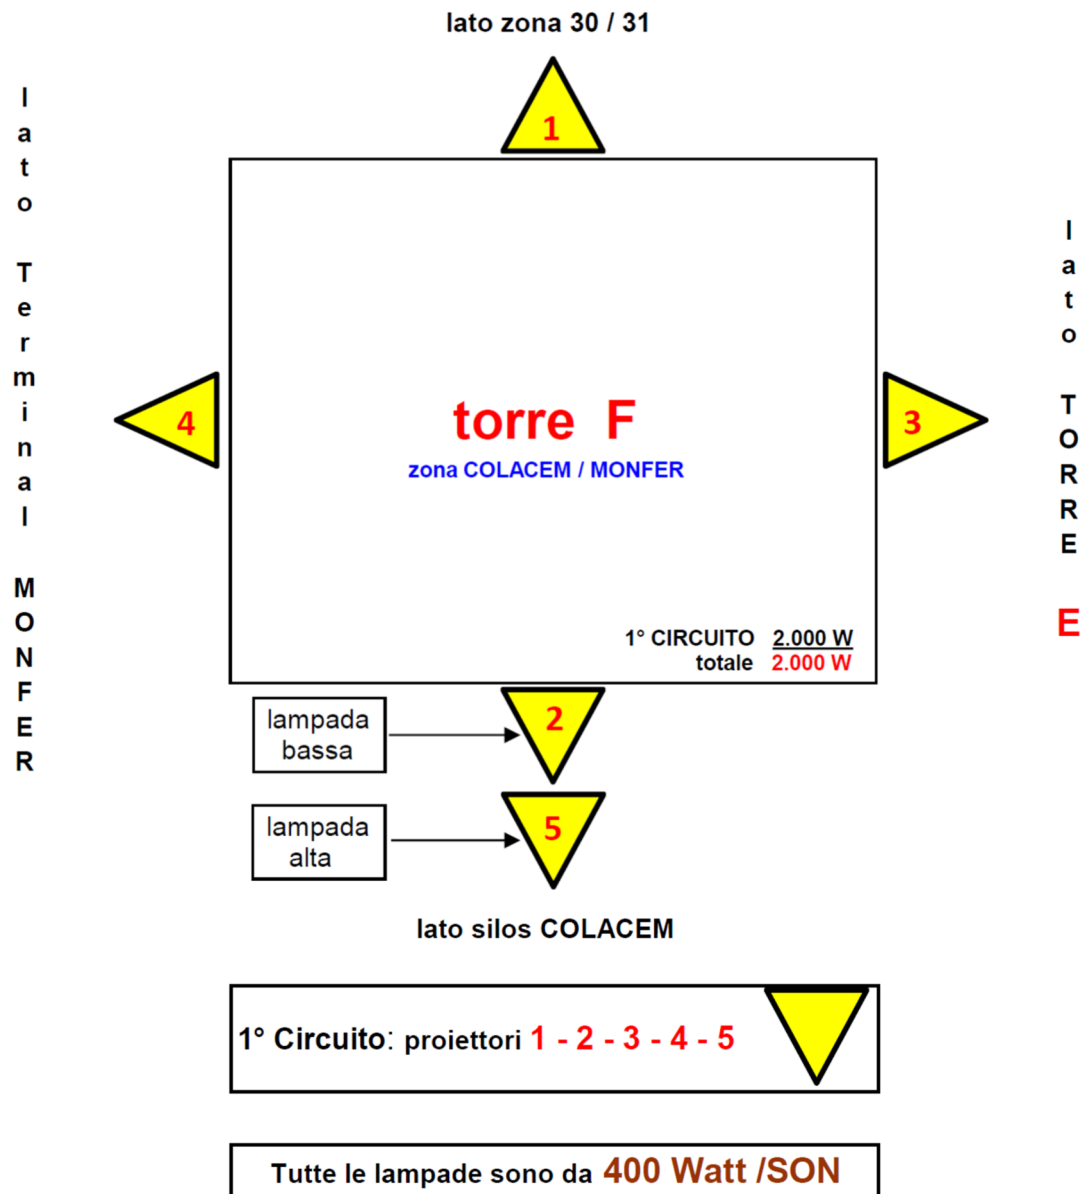 lato zona 30 / 31
1
lato Terminal MONFER
lato TORRE E
4
3
torre F
zona COLACEM / MONFER
1° CIRCUITO 2.000 W
totale 2.000 W
lampada
bassa
2
lampada
alta
5
lato silos COLACEM
1° Circuito: proiettori 1 - 2 - 3 - 4 - 5
Tutte le lampade sono da 400 Watt /SON